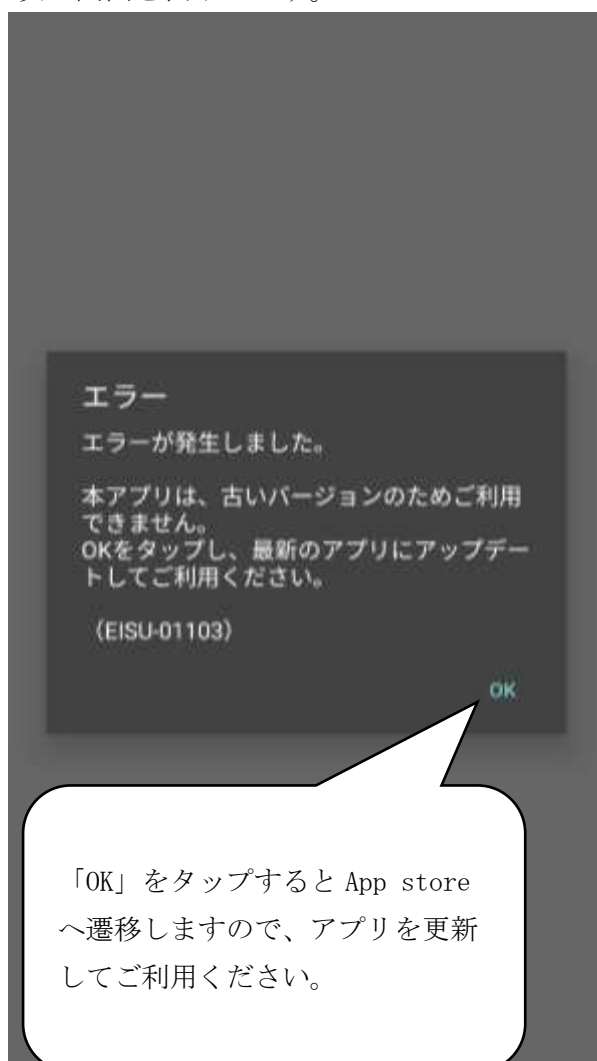 エラー
エラーが発生しました。
本アプリは、古いバージョンのためご利用
できません。
OKをタップし、最新のアプリにアップデー
トしてご利用ください。
（EISU-01103）
OK
「OK」をタップすると App store
へ遷移しますので、アプリを更新
してご利用ください。